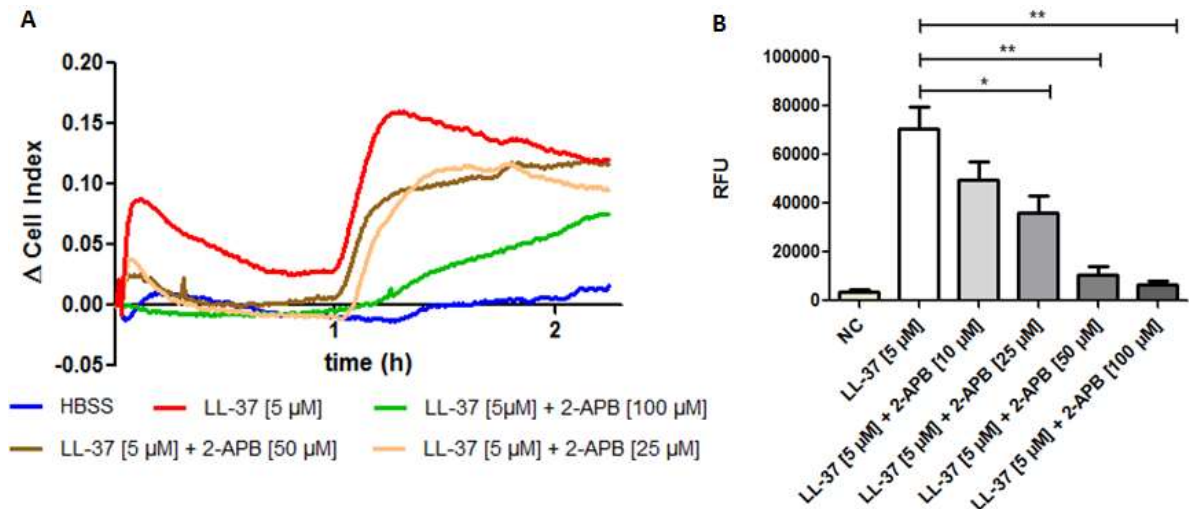 A
Δ Cell Index
0.20
0.15
0.10
0.05
0.00
-0.05
1
2
time (h)
HBSS
LL-37 [5 µM]
LL-37 [5µM] + 2-APB [100 µM]
LL-37 [5 µM] + 2-APB [50 µM]
LL-37 [5 µM] + 2-APB [25 µM]
B
**
**
*
RFU
100000
80000
60000
40000
20000
0
NC
LL-37 [5 µM]
LL-37 [5 µM] + 2-APB [10 µM]
LL-37 [5 µM] + 2-APB [25 µM]
LL-37 [5 µM] + 2-APB [50 µM]
LL-37 [5 µM] + 2-APB [100 µM]